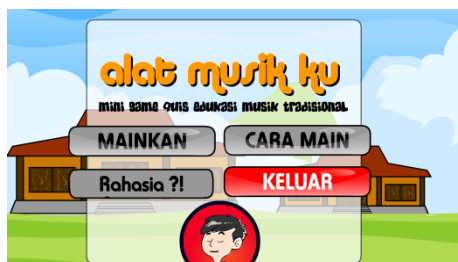 alat musik ku
mini game quis edukasi musik tradisional
MAINKAN
CARA MAIN
Rahasia ?!
KELUAR